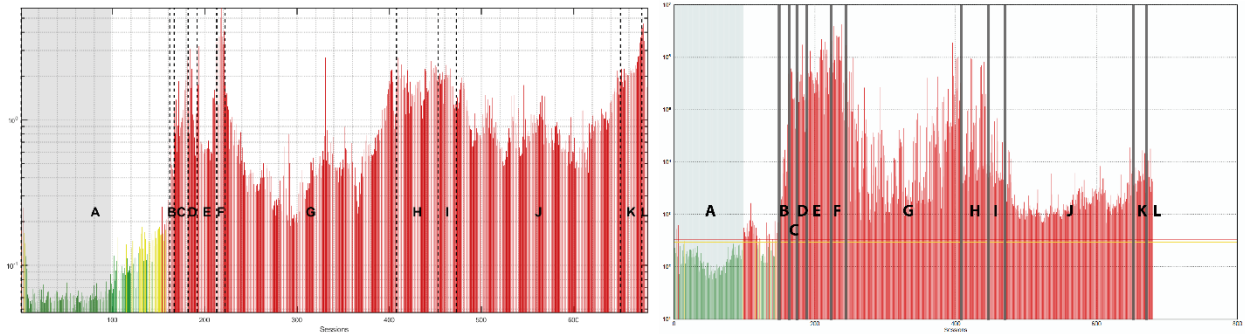 10⁰
10⁻¹
A
B C D E F
G
H
I
J
K
L
100
200
300
400
500
600
Sessions
A
B
C
D E
F
G
H
I
J
K L
0
200
400
600
800
Sessions